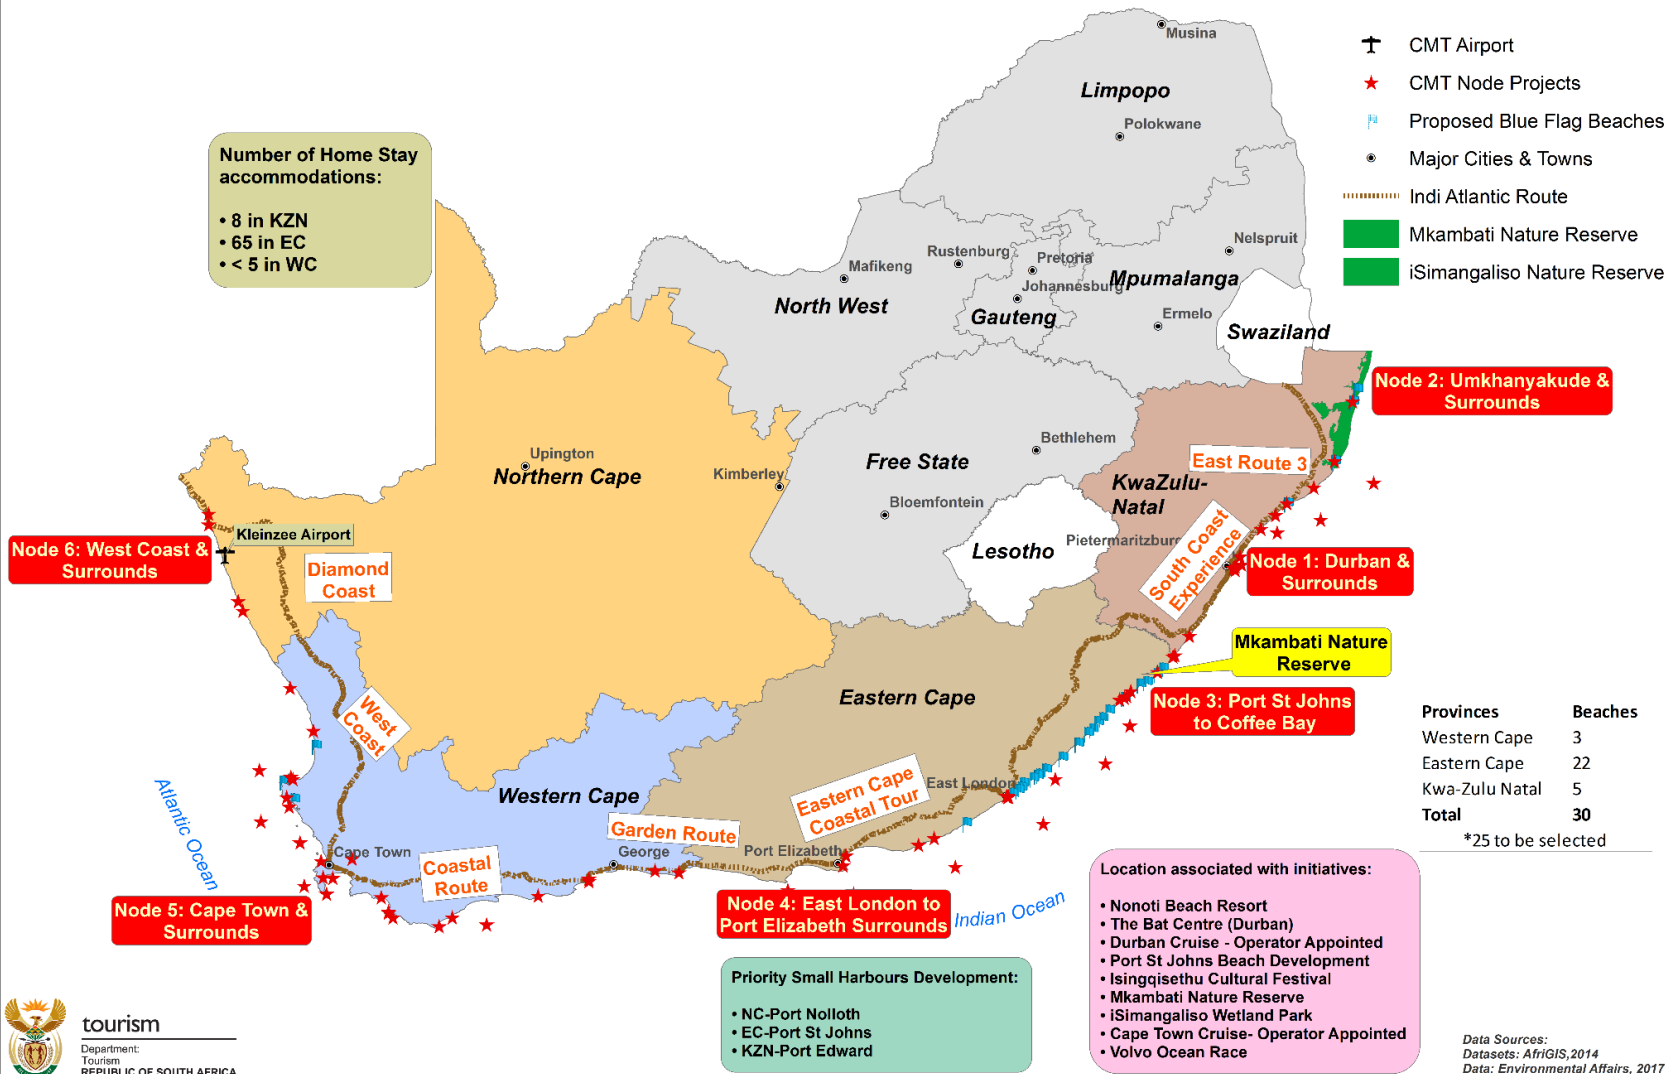 Musina
Limpopo
Polokwane
CMT Airport
CMT Node Projects
Proposed Blue Flag Beaches
Major Cities & Towns
Indi Atlantic Route
Mkambati Nature Reserve
iSimangaliso Nature Reserve
Number of Home Stay
accommodations:
• 8 in KZN
• 65 in EC
• < 5 in WC
Nelspruit
Rustenburg
Pretoria
Mafikeng
Mpumalanga
Johannesburg
North West
Gauteng
Ermelo
Swaziland
Node 2: Umkhanyakude &
Surrounds
Bethlehem
Upington
Northern Cape
Kimberley
Free State
East Route 3
KwaZulu-
Natal
Bloemfontein
Kleinzee Airport
Node 6: West Coast &
Surrounds
Lesotho
Pietermaritzburg
South Coast
Experience
Diamond
Coast
Node 1: Durban &
Surrounds
Mkambati Nature
Reserve
Eastern Cape
Node 3: Port St Johns
to Coffee Bay
West
Coast
Provinces Beaches
Western Cape 3
Eastern Cape 22
Kwa-Zulu Natal 5
Total 30
*25 to be selected
Atlantic Ocean
Western Cape
Eastern Cape
Coastal Tour
East London
Garden Route
Cape Town
George
Port Elizabeth
Coastal
Route
Node 5: Cape Town &
Surrounds
Node 4: East London to
Port Elizabeth Surrounds
Indian Ocean
Location associated with initiatives:
• Nonoti Beach Resort
• The Bat Centre (Durban)
• Durban Cruise - Operator Appointed
• Port St Johns Beach Development
• Isingqisethu Cultural Festival
• Mkambati Nature Reserve
• iSimangaliso Wetland Park
• Cape Town Cruise- Operator Appointed
• Volvo Ocean Race
Priority Small Harbours Development:
• NC-Port Nolloth
• EC-Port St Johns
• KZN-Port Edward
tourism
Department:
Tourism
REPUBLIC OF SOUTH AFRICA
Data Sources:
Datasets: AfriGIS,2014
Data: Environmental Affairs, 2017